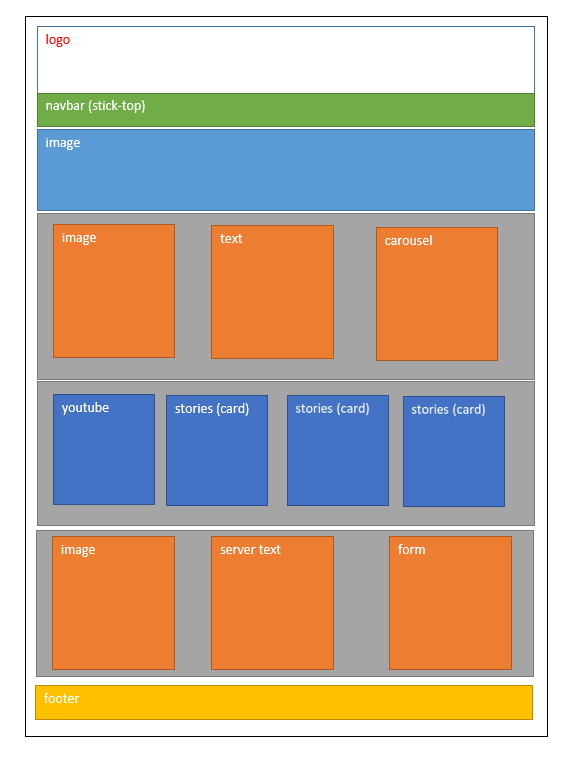 logo
navbar (stick-top)
image
image
text
carousel
youtube
stories (card)
stories (card)
stories (card)
image
server text
form
footer